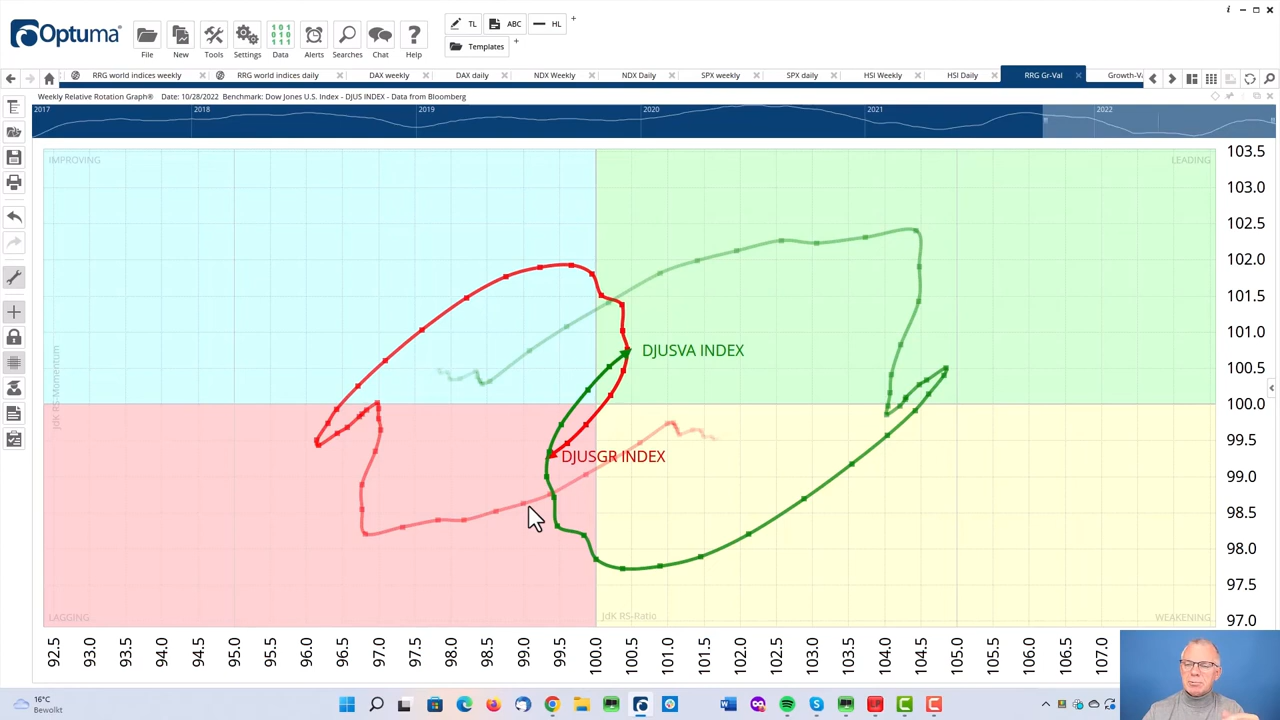 Optuma®
File
New
Tools
Settings
Data
Alerts
Searches
Chat
Help
TL
ABC
HL
Templates
RRG world indices weekly
RRG world indices daily
DAX weekly
DAX daily
NDX Weekly
NDX Daily
SPX weekly
SPX daily
HSI Weekly
HSI Daily
RRG Gr-Val
Growth-Va
Weekly Relative Rotation Graph® Date: 10/28/2022 Benchmark: Dow Jones U.S. Index - DJUS INDEX - Data from Bloomberg
2017
2018
2019
2020
2021
2022
IMPROVING
LEADING
103.5
103.0
102.5
102.0
101.5
101.0
100.5
100.0
99.5
99.0
98.5
98.0
97.5
97.0
JdK RS-Momentum
DJUSVA INDEX
DJUSGR INDEX
LAGGING
JdK RS-Ratio
WEAKENING
92.5
93.0
93.5
94.0
94.5
95.0
95.5
96.0
96.5
97.0
97.5
98.0
98.5
99.0
99.5
100.0
100.5
101.0
101.5
102.0
102.5
103.0
103.5
104.0
104.5
105.0
105.5
106.0
106.5
107.0
16°C
Bewolkt